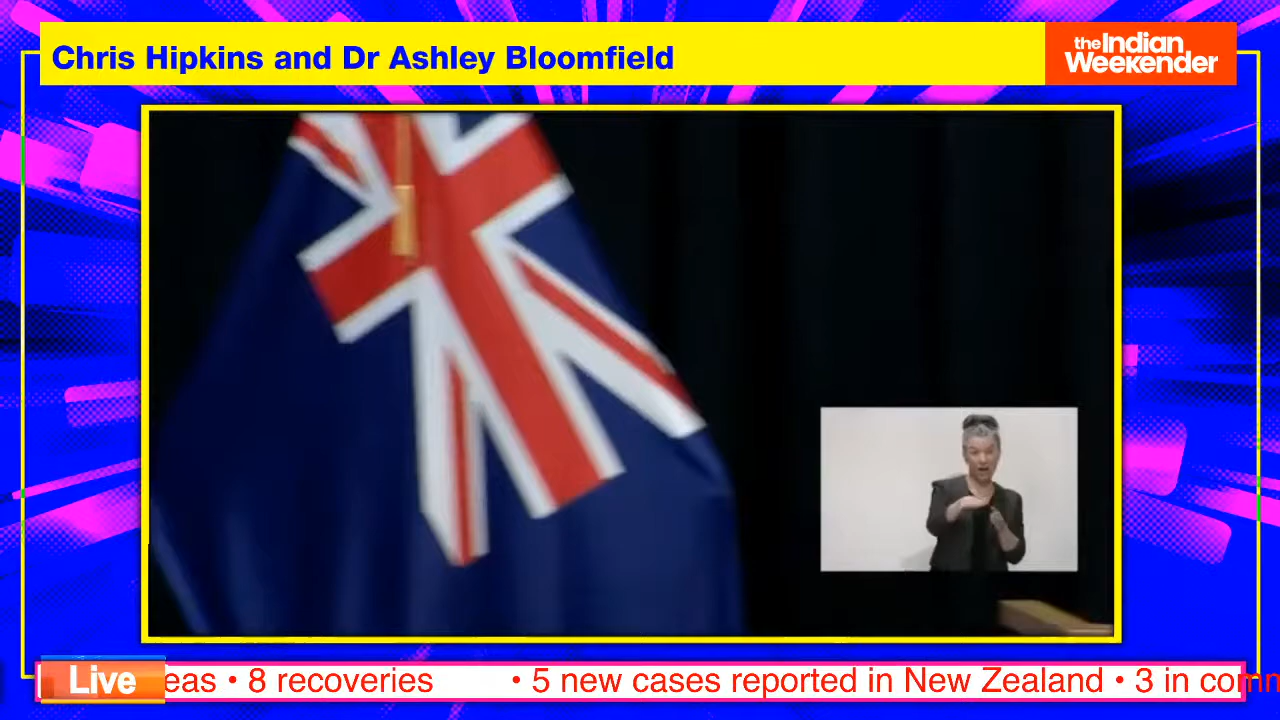 Chris Hipkins and Dr Ashley Bloomfield
the Indian
Weekender
Live
eas • 8 recoveries • 5 new cases reported in New Zealand • 3 in comm